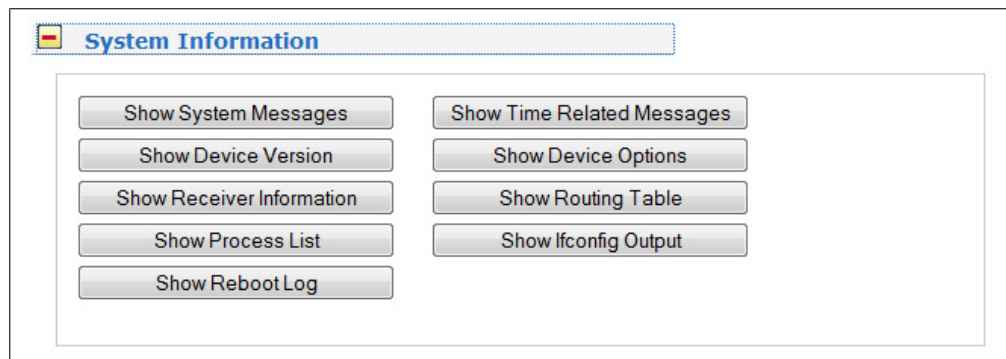 System Information
Show System Messages
Show Time Related Messages
Show Device Version
Show Device Options
Show Receiver Information
Show Routing Table
Show Process List
Show Ifconfig Output
Show Reboot Log